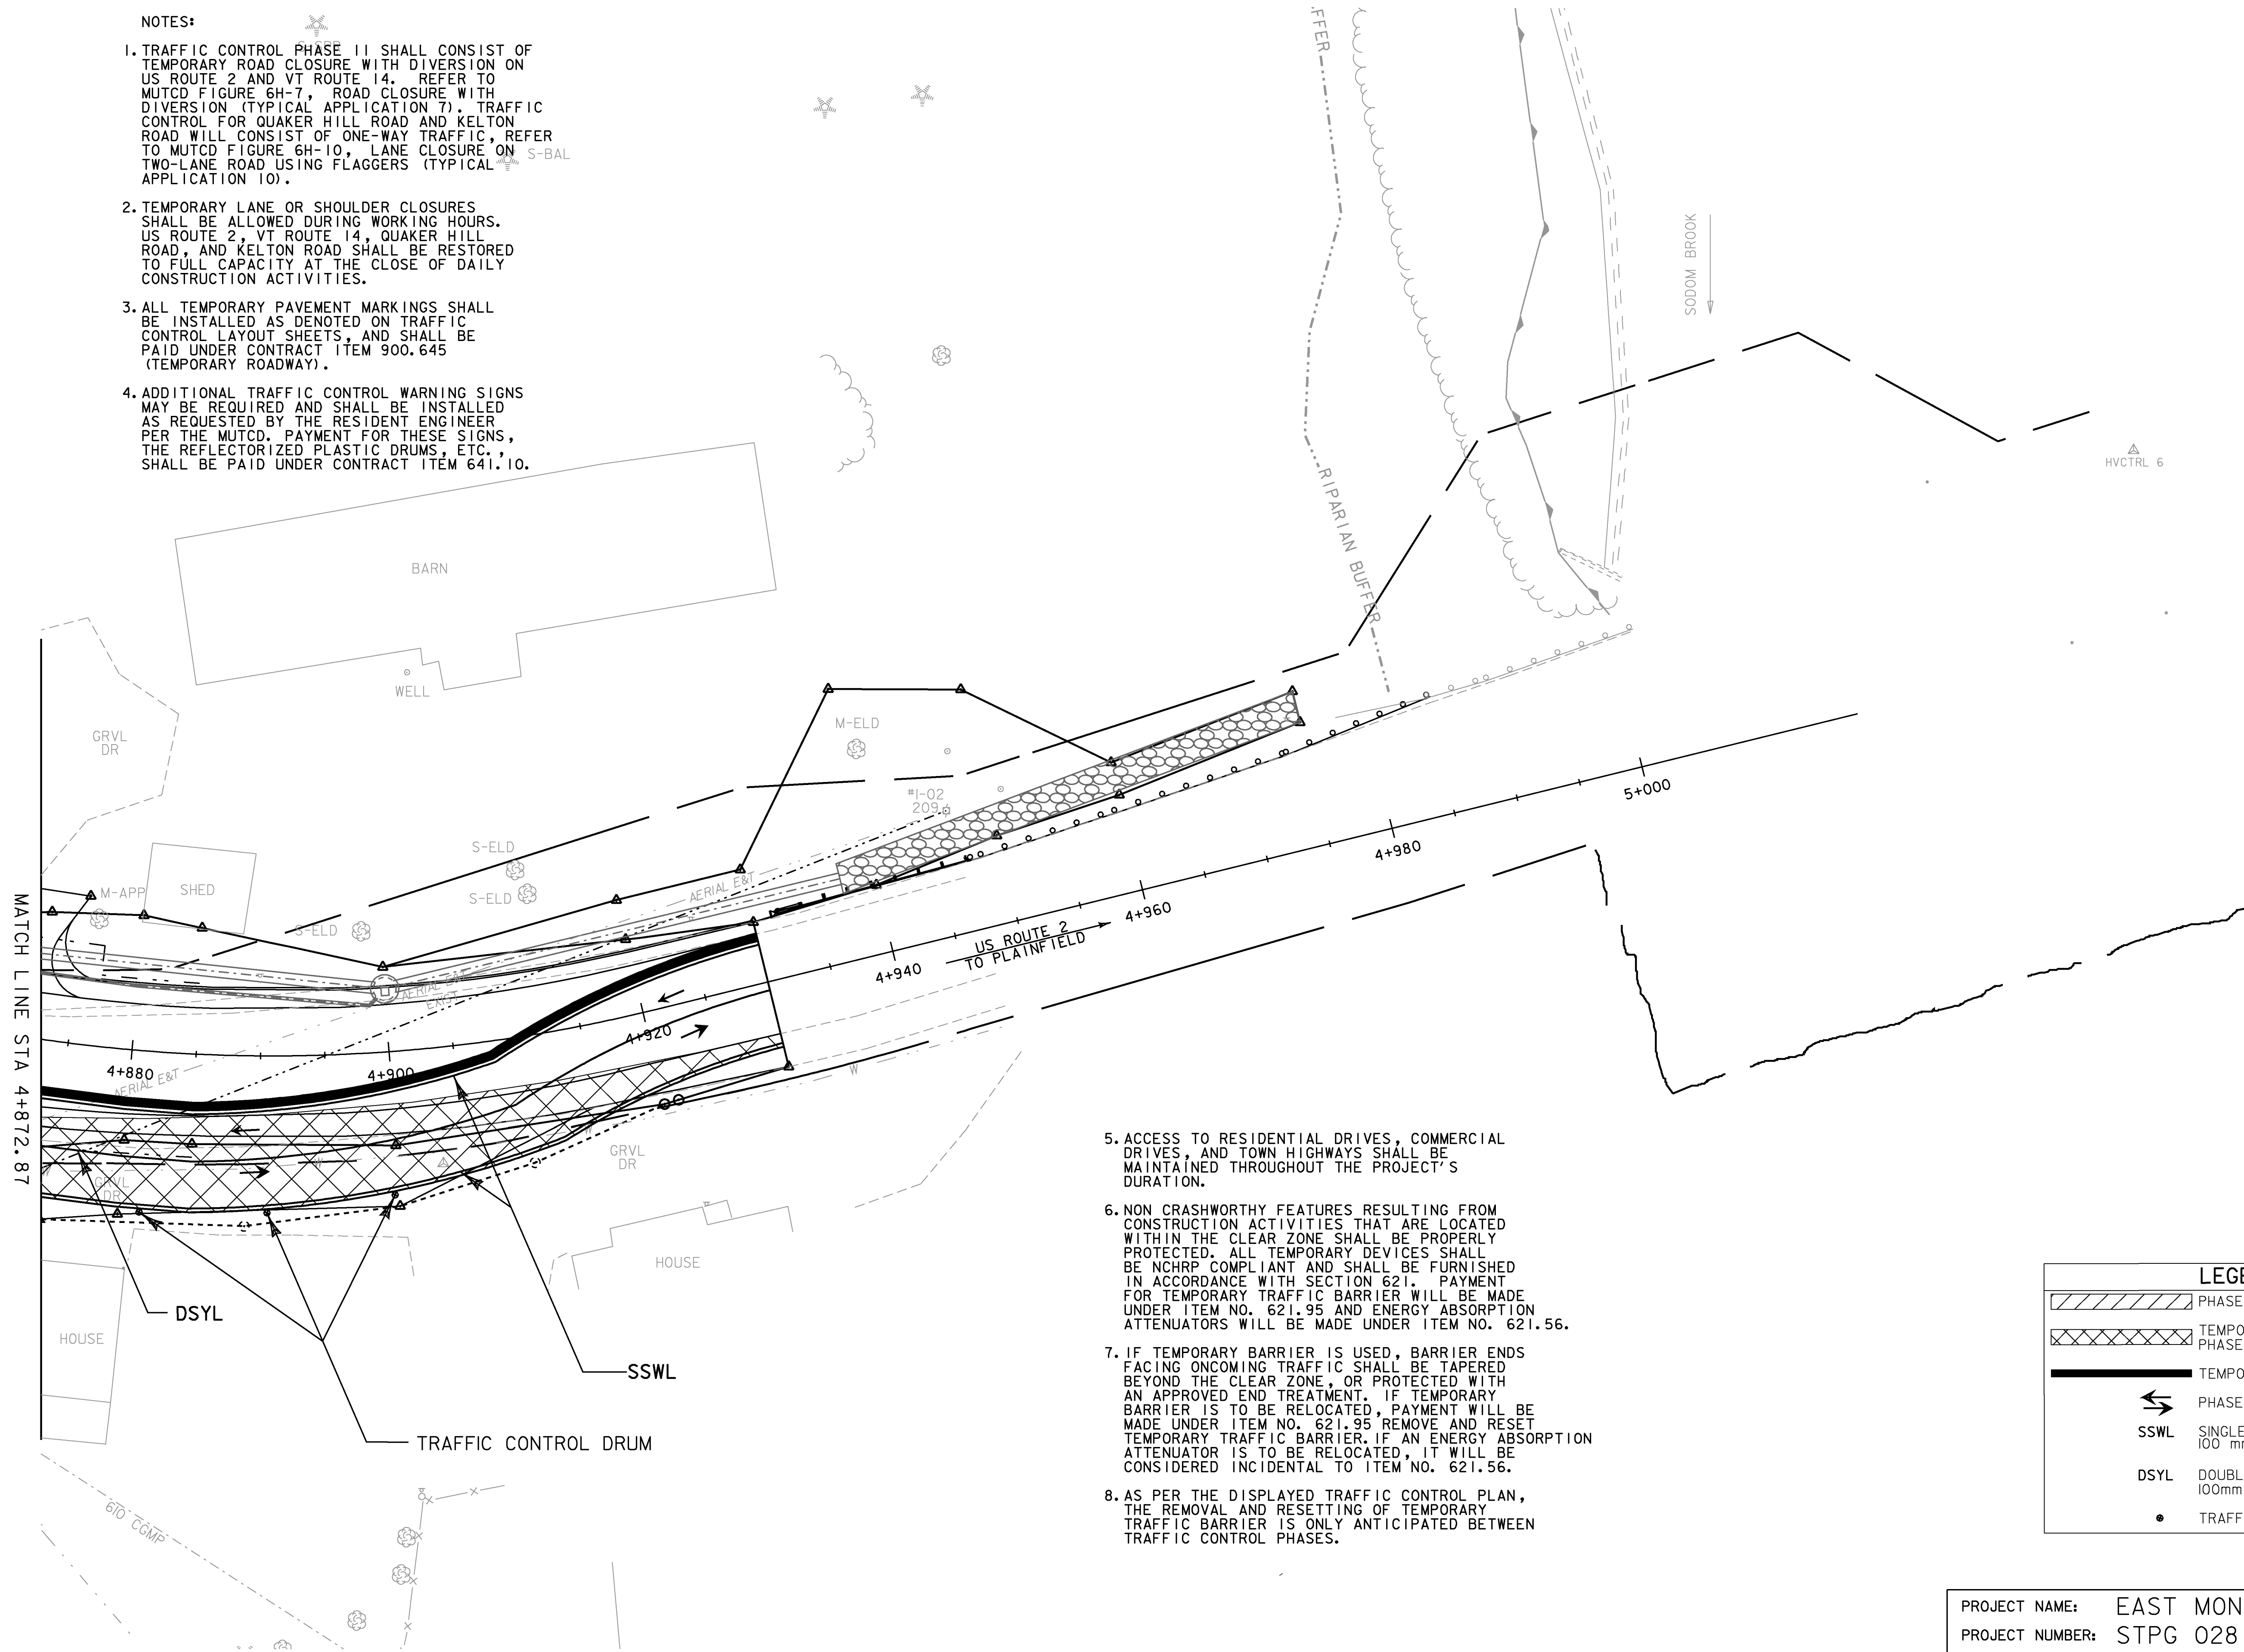 NOTES:
1. TRAFFIC CONTROL PHASE II SHALL CONSIST OF
TEMPORARY ROAD CLOSURE WITH DIVERSION ON
US ROUTE 2 AND VT ROUTE 14. REFER TO
MUTCD FIGURE 6H-7, ROAD CLOSURE WITH
DIVERSION (TYPICAL APPLICATION 7). TRAFFIC
CONTROL FOR QUAKER HILL ROAD AND KELTON
ROAD WILL CONSIST OF ONE-WAY TRAFFIC, REFER
TO MUTCD FIGURE 6H-10, LANE CLOSURE ON
TWO-LANE ROAD USING FLAGGERS (TYPICAL
APPLICATION 10).
2. TEMPORARY LANE OR SHOULDER CLOSURES
SHALL BE ALLOWED DURING WORKING HOURS.
US ROUTE 2, VT ROUTE 14, QUAKER HILL
ROAD, AND KELTON ROAD SHALL BE RESTORED
TO FULL CAPACITY AT THE CLOSE OF DAILY
CONSTRUCTION ACTIVITIES.
3. ALL TEMPORARY PAVEMENT MARKINGS SHALL
BE INSTALLED AS DENOTED ON TRAFFIC
CONTROL LAYOUT SHEETS, AND SHALL BE
PAID UNDER CONTRACT ITEM 900.645
(TEMPORARY ROADWAY).
4. ADDITIONAL TRAFFIC CONTROL WARNING SIGNS
MAY BE REQUIRED AND SHALL BE INSTALLED
AS REQUESTED BY THE RESIDENT ENGINEER
PER THE MUTCD. PAYMENT FOR THESE SIGNS,
THE REFLECTORIZED PLASTIC DRUMS, ETC.,
SHALL BE PAID UNDER CONTRACT ITEM 641.10.
S-BAL
FFER
RIPARIAN BUFFER
SODOM BROOK
HVCTRL 6
BARN
WELL
GRVL
DR
M-ELD
#1-02
209.4
S-ELD
S-ELD
AERIAL E&T
M-APP
SHED
S-ELD
AERIAL E&T
EXIST
AERIAL E&T
5+000
4+980
4+960
4+940
4+920
4+900
4+880
US ROUTE 2
TO PLAINFIELD
MATCH LINE STA 4+872.87
W
W
W
GRVL
DR
GRVL
DR
HOUSE
HOUSE
DSYL
SSWL
TRAFFIC CONTROL DRUM
610 CGMP
5. ACCESS TO RESIDENTIAL DRIVES, COMMERCIAL
DRIVES, AND TOWN HIGHWAYS SHALL BE
MAINTAINED THROUGHOUT THE PROJECT'S
DURATION.
6. NON CRASHWORTHY FEATURES RESULTING FROM
CONSTRUCTION ACTIVITIES THAT ARE LOCATED
WITHIN THE CLEAR ZONE SHALL BE PROPERLY
PROTECTED. ALL TEMPORARY DEVICES SHALL
BE NCHRP COMPLIANT AND SHALL BE FURNISHED
IN ACCORDANCE WITH SECTION 621. PAYMENT
FOR TEMPORARY TRAFFIC BARRIER WILL BE MADE
UNDER ITEM NO. 621.95 AND ENERGY ABSORPTION
ATTENUATORS WILL BE MADE UNDER ITEM NO. 621.56.
7. IF TEMPORARY BARRIER IS USED, BARRIER ENDS
FACING ONCOMING TRAFFIC SHALL BE TAPERED
BEYOND THE CLEAR ZONE, OR PROTECTED WITH
AN APPROVED END TREATMENT. IF TEMPORARY
BARRIER IS TO BE RELOCATED, PAYMENT WILL BE
MADE UNDER ITEM NO. 621.95 REMOVE AND RESET
TEMPORARY TRAFFIC BARRIER. IF AN ENERGY ABSORPTION
ATTENUATOR IS TO BE RELOCATED, IT WILL BE
CONSIDERED INCIDENTAL TO ITEM NO. 621.56.
8. AS PER THE DISPLAYED TRAFFIC CONTROL PLAN,
THE REMOVAL AND RESETTING OF TEMPORARY
TRAFFIC BARRIER IS ONLY ANTICIPATED BETWEEN
TRAFFIC CONTROL PHASES.
LEGE
PHASE
TEMPO
PHASE
TEMPO
PHASE
SSWL SINGLE
100 mm
DSYL DOUBL
100mm
TRAFF
PROJECT NAME: EAST MON
PROJECT NUMBER: STPG 028